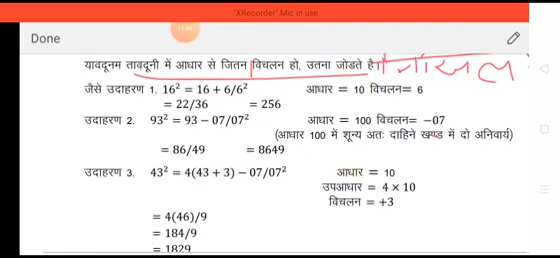 'XRecorder',Mic in use
Done
यावदूनम तावदूनी में आधार से जितन विचलन हो, उतना जोडते है।
जैसे उदाहरण 1. 16² = 16 + 6/6² आधार = 10 विचलन= 6
= 22/36 = 256
उदाहरण 2. 93² = 93 − 07/07² आधार = 100 विचलन= −07
(आधार 100 में शून्य अतः दाहिने खण्ड में दो अनिवार्य)
= 86/49 = 8649
उदाहरण 3. 43² = 4(43 + 3) − 07/07² आधार = 10
उपआधार = 4 × 10
विचलन = +3
= 4(46)/9
= 184/9
= 1829